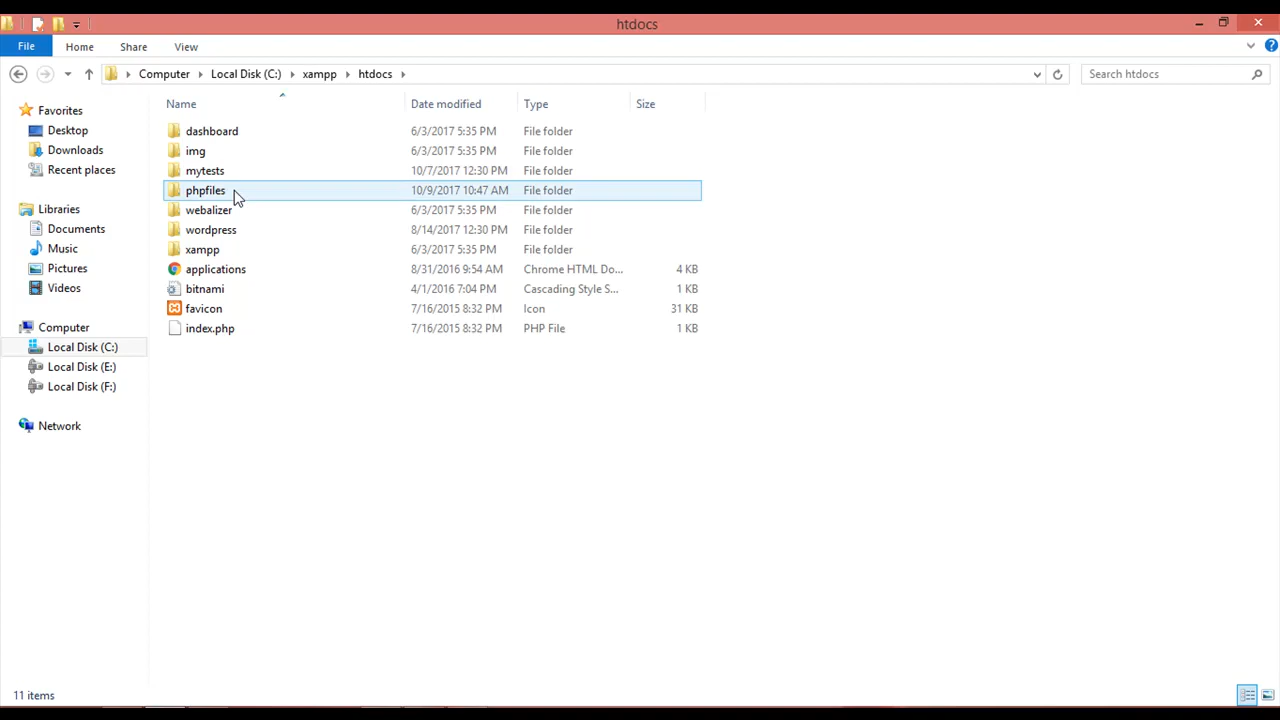 htdocs
File Home Share View
Computer Local Disk (C:) xampp htdocs Search htdocs
Name Date modified Type Size
Favorites
Desktop
Downloads
Recent places
Libraries
Documents
Music
Pictures
Videos
Computer
Local Disk (C:)
Local Disk (E:)
Local Disk (F:)
Network
dashboard 6/3/2017 5:35 PM File folder
img 6/3/2017 5:35 PM File folder
mytests 10/7/2017 12:30 PM File folder
phpfiles 10/9/2017 10:47 AM File folder
webalizer 6/3/2017 5:35 PM File folder
wordpress 8/14/2017 12:30 PM File folder
xampp 6/3/2017 5:35 PM File folder
applications 8/31/2016 9:54 AM Chrome HTML Do... 4 KB
bitnami 4/1/2016 7:04 PM Cascading Style S... 1 KB
favicon 7/16/2015 8:32 PM Icon 31 KB
index.php 7/16/2015 8:32 PM PHP File 1 KB
11 items